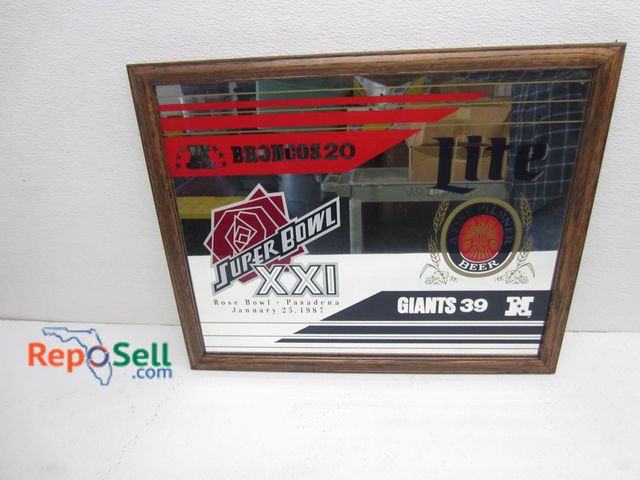 BRONCOS 20
Lite
A FINE PILSNER
BEER
SUPER BOWL
XXI
Rose Bowl - Pasadena
January 25, 1987
GIANTS 39
N
RepOSell
.com